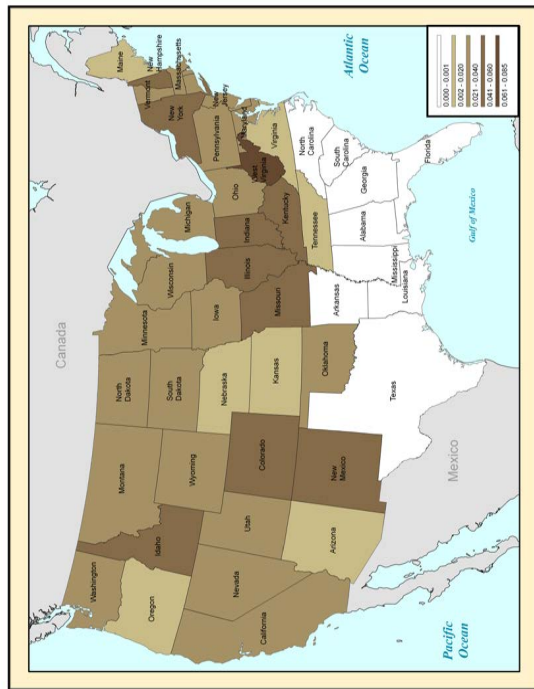 Canada
Washington
Oregon
California
Nevada
Idaho
Montana
Wyoming
Utah
Arizona
Colorado
New
Mexico
North
Dakota
South
Dakota
Nebraska
Kansas
Oklahoma
Texas
Minnesota
Iowa
Missouri
Arkansas
Louisiana
Wisconsin
Illinois
Michigan
Indiana
Ohio
Kentucky
Tennessee
Mississippi
Alabama
Georgia
Florida
South
Carolina
North
Carolina
Virginia
West
Virginia
Maryland
Pennsylvania
New
Jersey
New
York
Vermont
New
Hampshire
Massachusetts
Maine
Pacific
Ocean
Atlantic
Ocean
Gulf of Mexico
Mexico
0.000 - 0.001
0.002 - 0.020
0.021 - 0.040
0.041 - 0.060
0.061 - 0.085